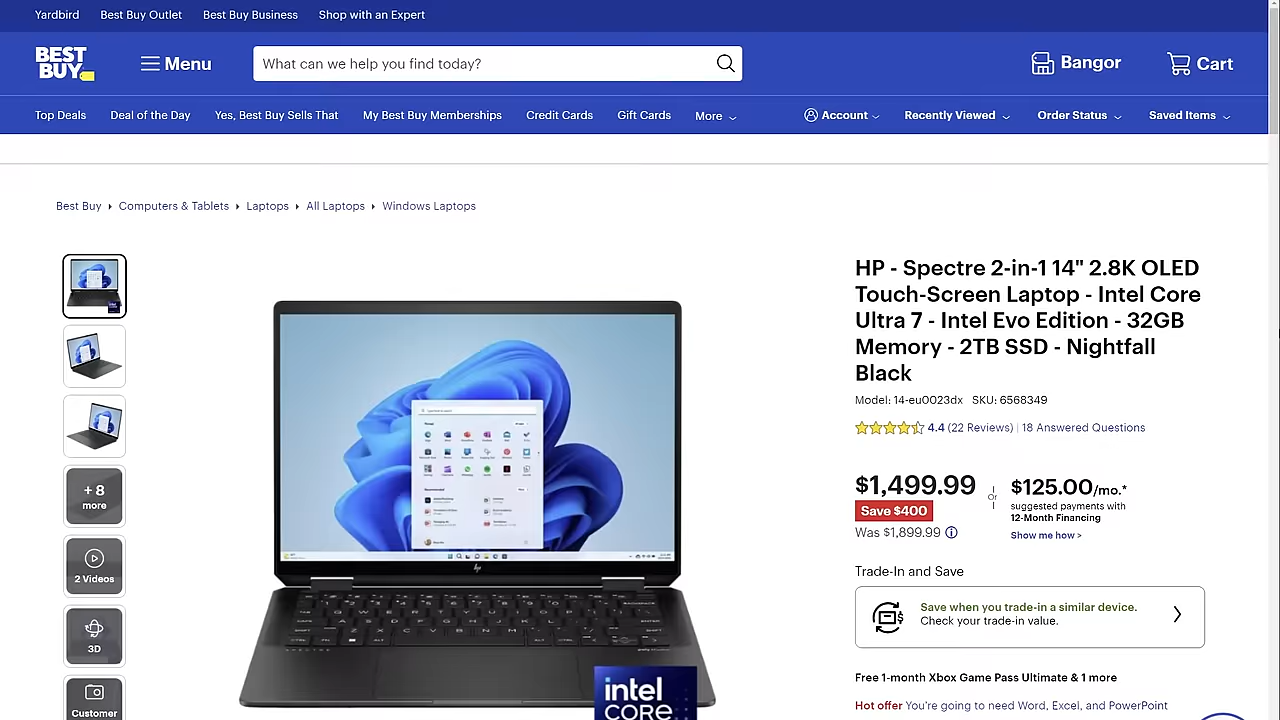 Yardbird Best Buy Outlet Best Buy Business Shop with an Expert
BEST BUY
Menu
What can we help you find today?
Bangor
Cart
Top Deals Deal of the Day Yes, Best Buy Sells That My Best Buy Memberships Credit Cards Gift Cards More Account Recently Viewed Order Status Saved Items
Best Buy Computers & Tablets Laptops All Laptops Windows Laptops
HP - Spectre 2-in-1 14" 2.8K OLED
Touch-Screen Laptop - Intel Core
Ultra 7 - Intel Evo Edition - 32GB
Memory - 2TB SSD - Nightfall
Black
Model: 14-eu0023dx SKU: 6568349
4.4 (22 Reviews) | 18 Answered Questions
$1,499.99
Save $400
Was $1,899.99
Or
$125.00/mo.*
suggested payments with
12-Month Financing
Show me how >
Trade-In and Save
Save when you trade-in a similar device.
Check your trade-in value.
Free 1-month Xbox Game Pass Ultimate & 1 more
Hot offer You're going to need Word, Excel and PowerPoint
+ 8
more
2 Videos
3D
Customer
hp
intel
CORE